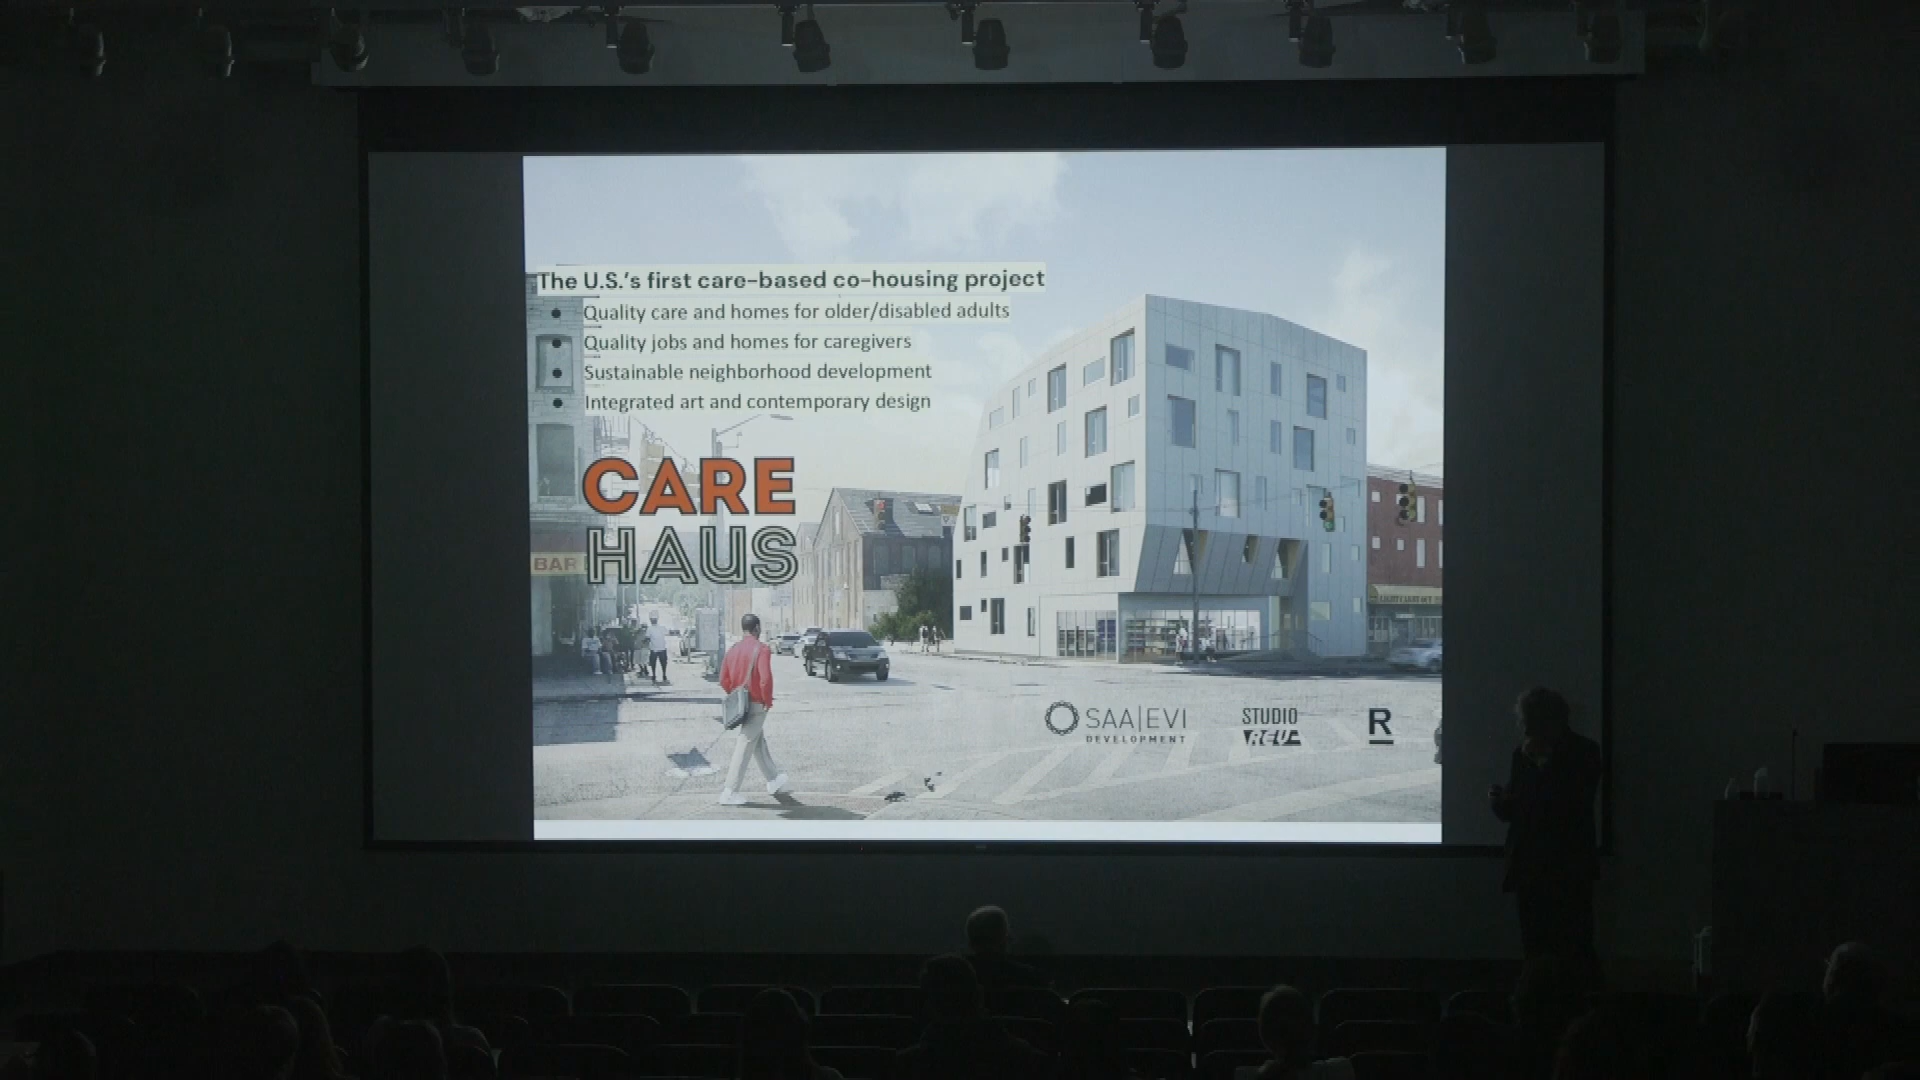 The U.S.'s first care-based co-housing project
• Quality care and homes for older/disabled adults
• Quality jobs and homes for caregivers
• Sustainable neighborhood development
• Integrated art and contemporary design
CARE
HAUS
BAR
SAA|EVI
DEVELOPMENT
STUDIO
REV-
R